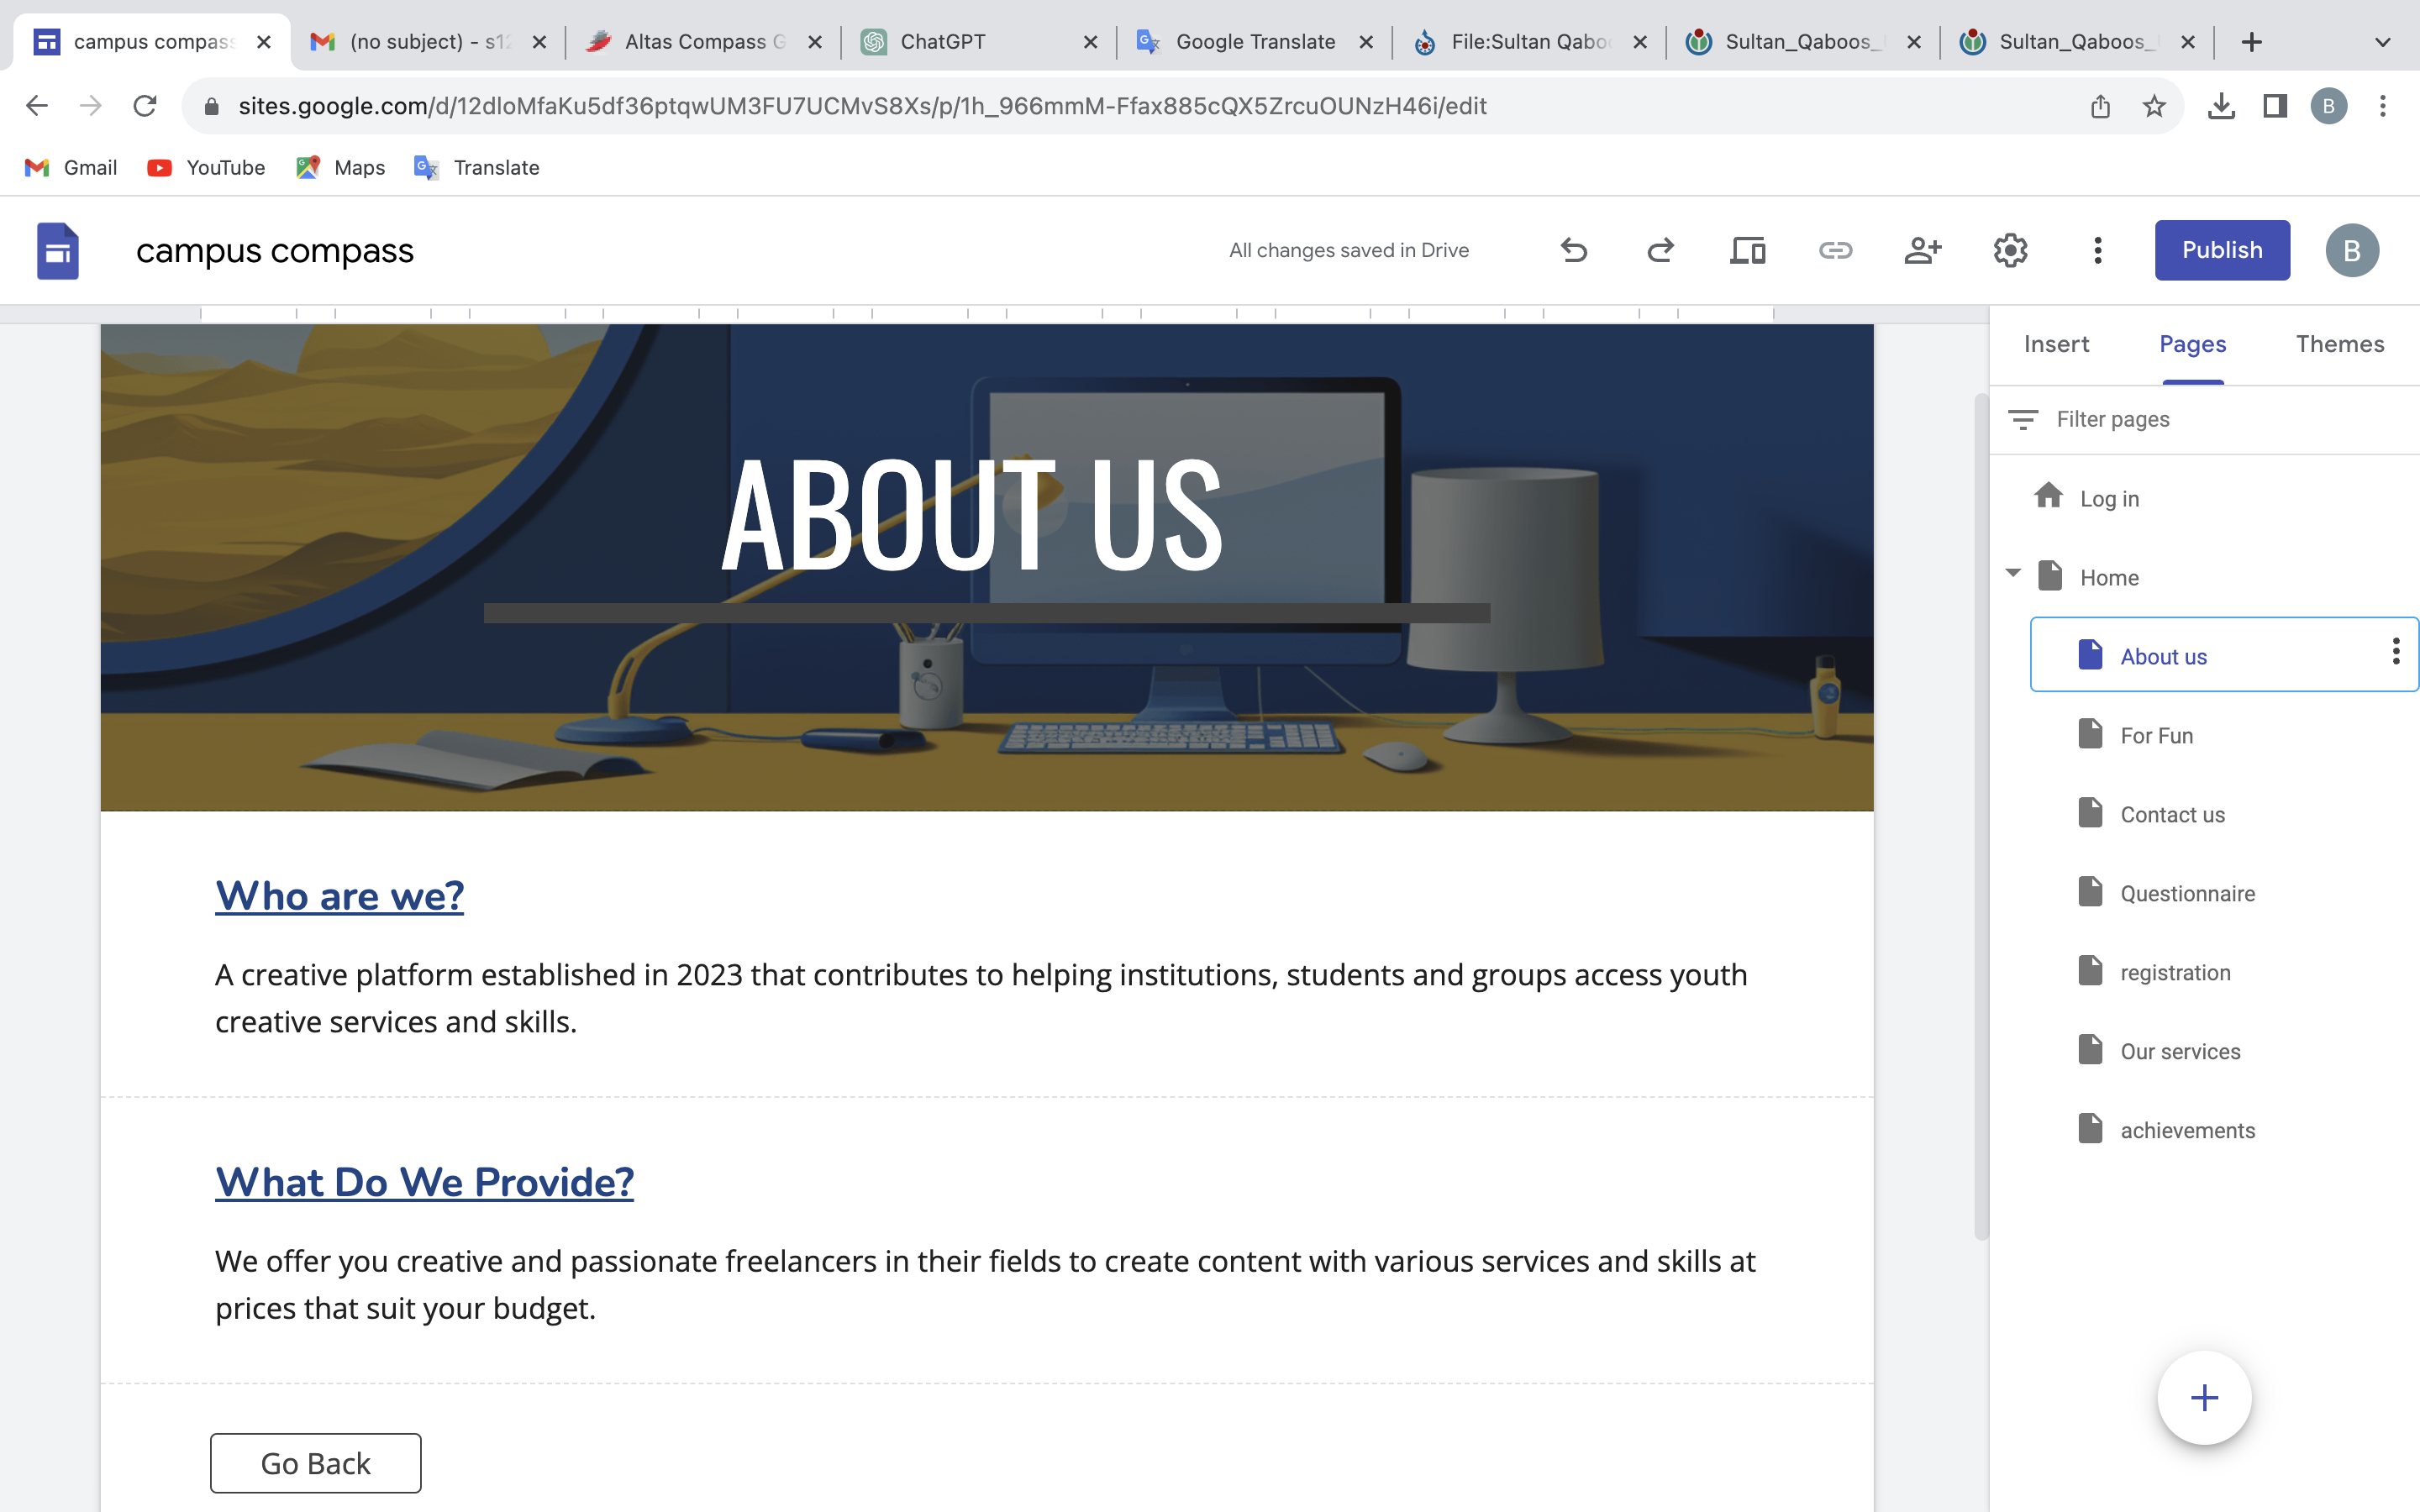 campus compass
(no subject) - s12
Altas Compass G
ChatGPT
Google Translate
File:Sultan Qabo
Sultan_Qaboos_
Sultan_Qaboos_
sites.google.com/d/12dloMfaKu5df36ptqwUM3FU7UCMvS8Xs/p/1h_966mmM-Ffax885cQX5ZrcuOUNzH46i/edit
B
Gmail
YouTube
Maps
Translate
campus compass
All changes saved in Drive
Publish
B
Insert
Pages
Themes
Filter pages
Log in
Home
About us
For Fun
Contact us
Questionnaire
registration
Our services
achievements
ABOUT US
Who are we?
A creative platform established in 2023 that contributes to helping institutions, students and groups access youth
creative services and skills.
What Do We Provide?
We offer you creative and passionate freelancers in their fields to create content with various services and skills at
prices that suit your budget.
Go Back